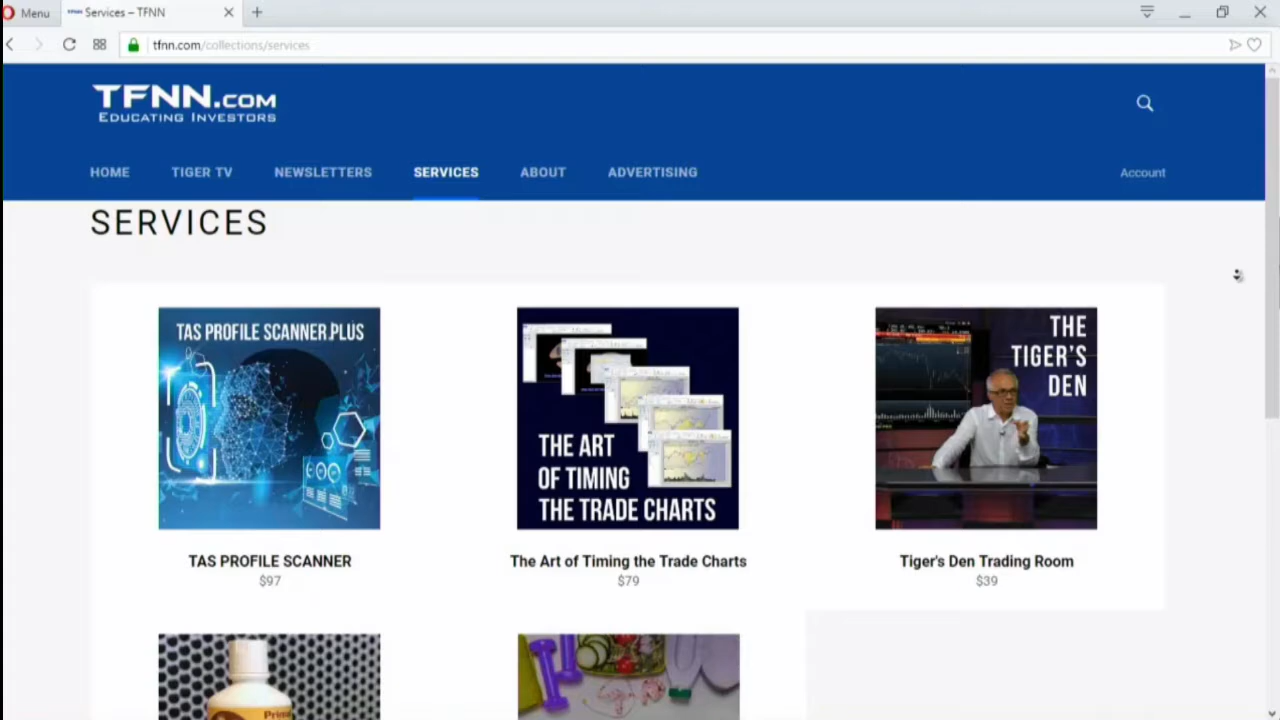 Menu
Services – TFNN
tfnn.com/collections/services
TFNN.COM
EDUCATING INVESTORS
HOME TIGER TV NEWSLETTERS SERVICES ABOUT ADVERTISING Account
SERVICES
TAS PROFILE SCANNER PLUS
THE ART
OF TIMING
THE TRADE CHARTS
THE
TIGER'S
DEN
TAS PROFILE SCANNER
$97
The Art of Timing the Trade Charts
$79
Tiger's Den Trading Room
$39